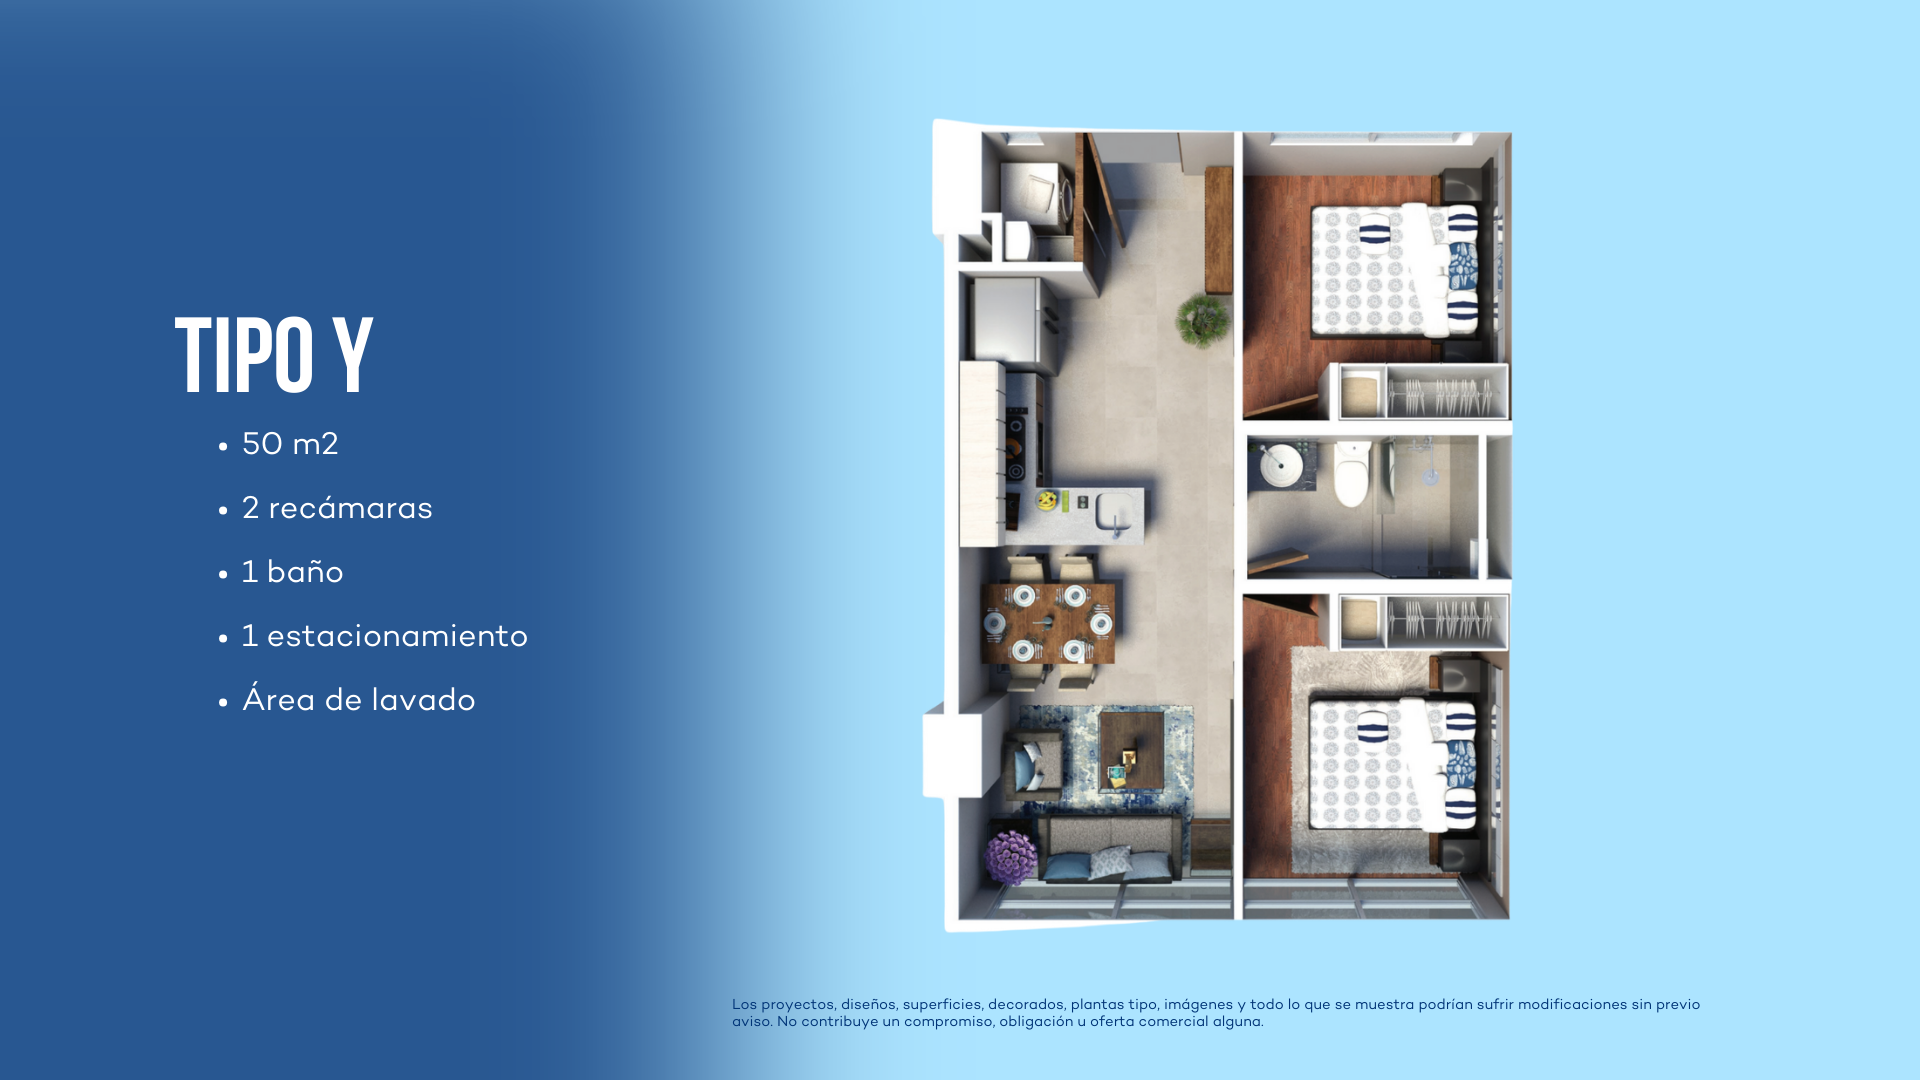 TIPO Y
• 50 m2
• 2 recámaras
• 1 baño
• 1 estacionamiento
• Área de lavado
Los proyectos, diseños, superficies, decorados, plantas tipo, imágenes y todo lo que se muestra podrían sufrir modificaciones sin previo
aviso. No contribuye un compromiso, obligación u oferta comercial alguna.